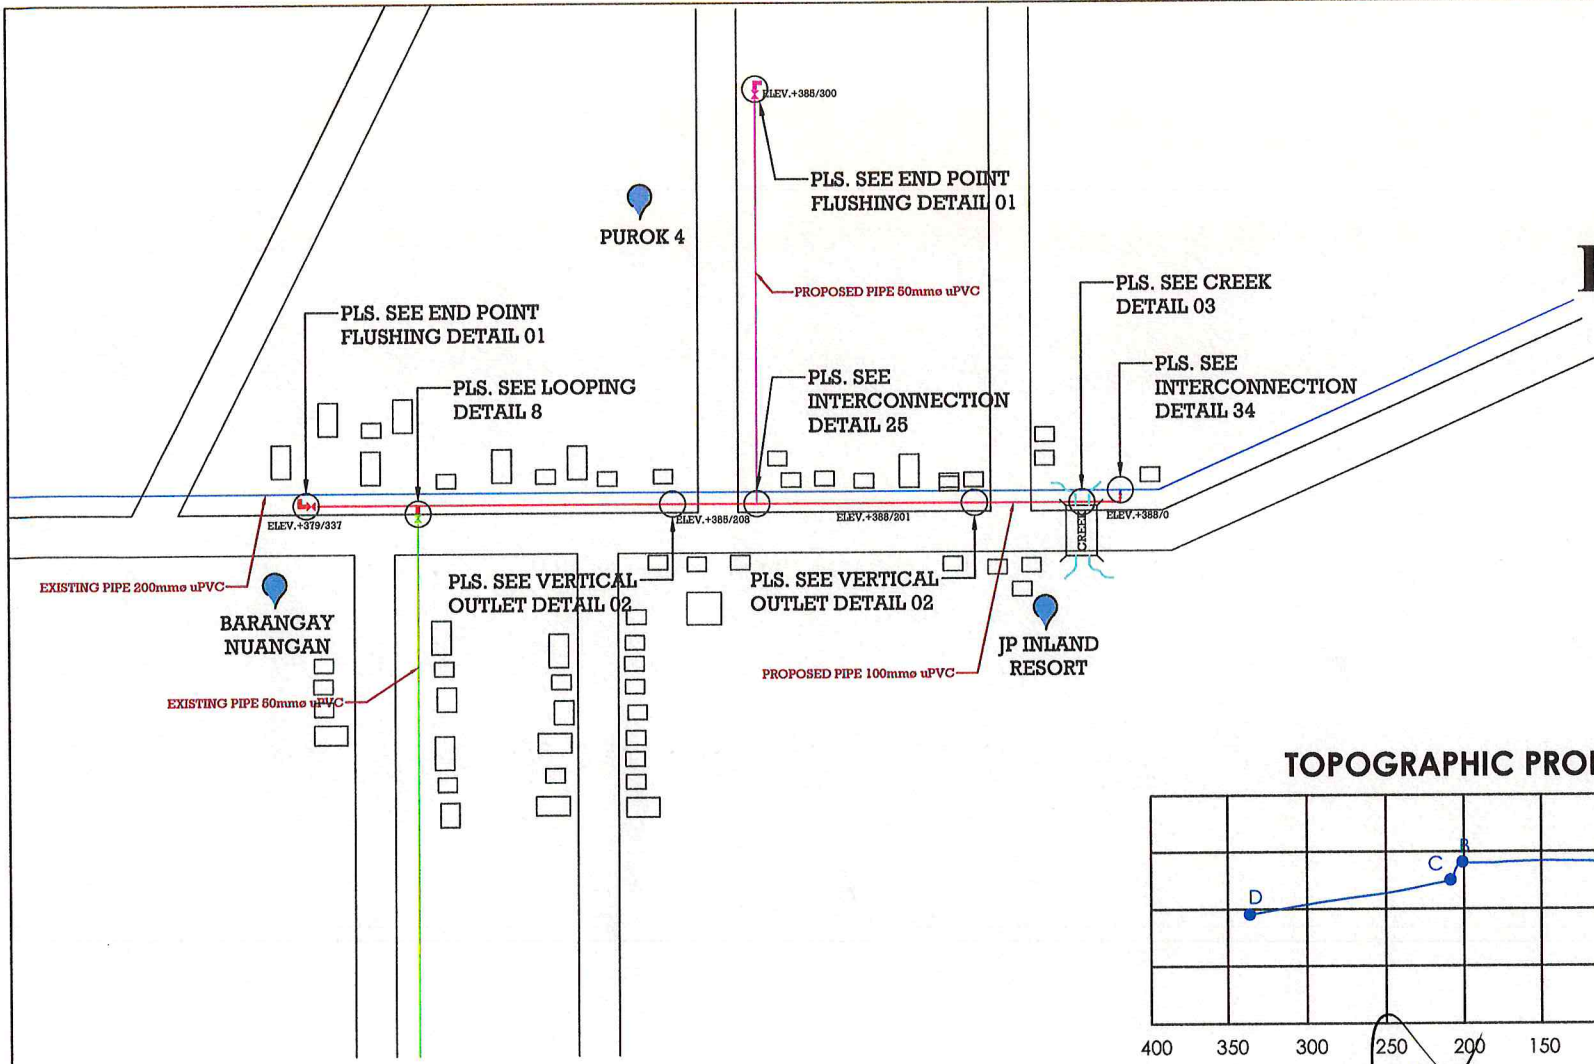 ELEV.+388/300
PLS. SEE END POINT
FLUSHING DETAIL 01
PUROK 4
PROPOSED PIPE 50mmø uPVC
PLS. SEE CREEK
DETAIL 03
PLS. SEE END POINT
FLUSHING DETAIL 01
PLS. SEE LOOPING
DETAIL 8
PLS. SEE
INTERCONNECTION
DETAIL 25
PLS. SEE
INTERCONNECTION
DETAIL 34
ELEV.+379/337
ELEV.+385/208
ELEV.+388/201
ELEV.+388/0
CREEK
EXISTING PIPE 200mmø uPVC
BARANGAY
NUANGAN
PLS. SEE VERTICAL
OUTLET DETAIL 02
PLS. SEE VERTICAL
OUTLET DETAIL 02
JP INLAND
RESORT
PROPOSED PIPE 100mmø uPVC
EXISTING PIPE 50mmø uPVC
TOPOGRAPHIC PRO
B
C
D
400 350 300 250 200 150